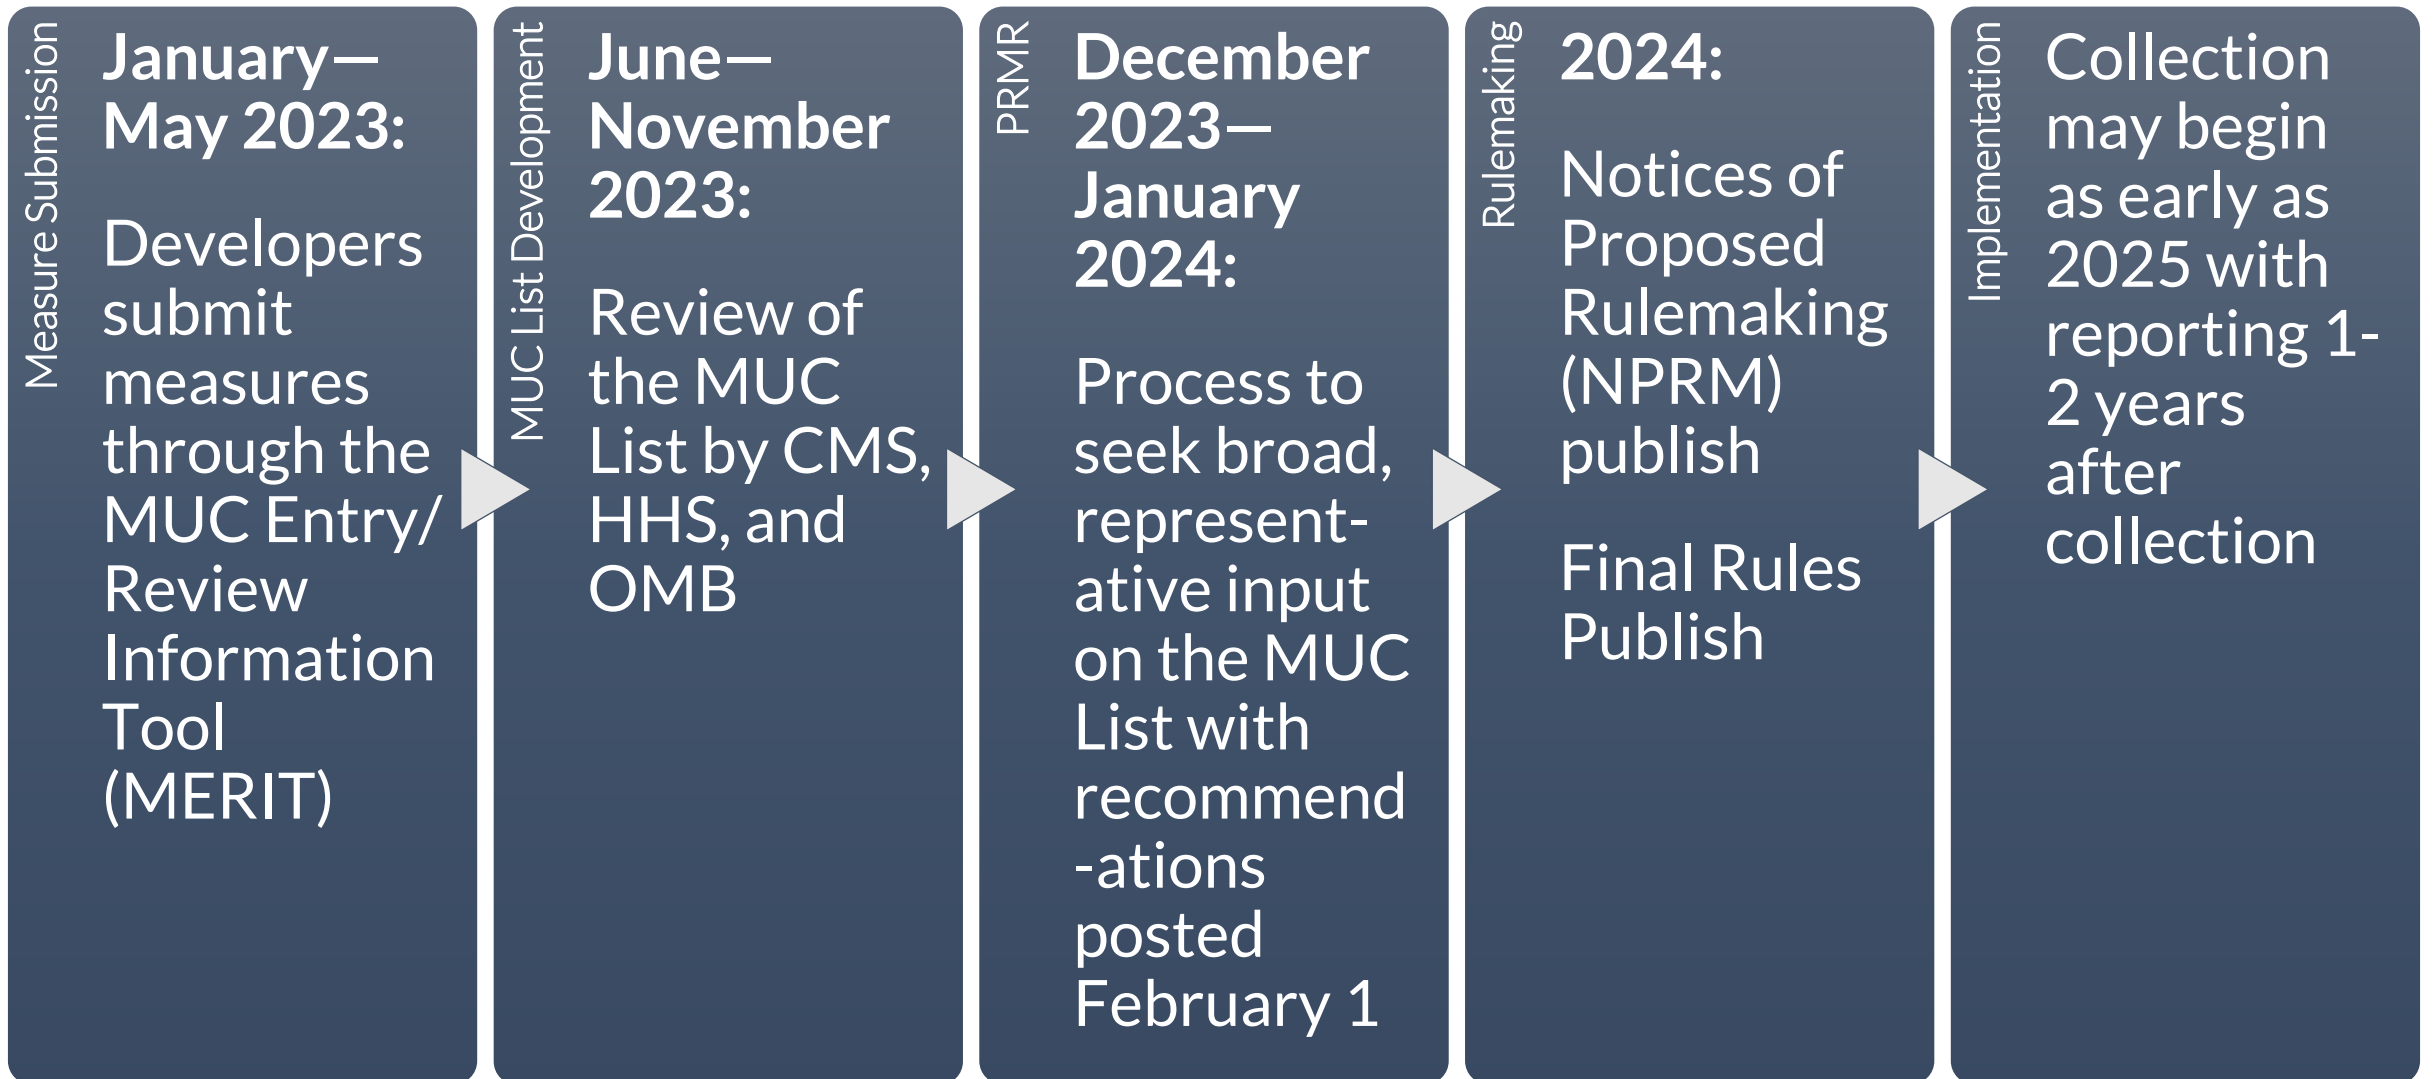 Measure Submission
January—
May 2023:
Developers
submit
measures
through the
MUC Entry/
Review
Information
Tool
(MERIT)
MUC List Development
June—
November
2023:
Review of
the MUC
List by CMS,
HHS, and
OMB
PRMR
December
2023—
January
2024:
Process to
seek broad,
represent-
ative input
on the MUC
List with
recommend
-ations
posted
February 1
Rulemaking
2024:
Notices of
Proposed
Rulemaking
(NPRM)
publish
Final Rules
Publish
Implementation
Collection
may begin
as early as
2025 with
reporting 1-
2 years
after
collection